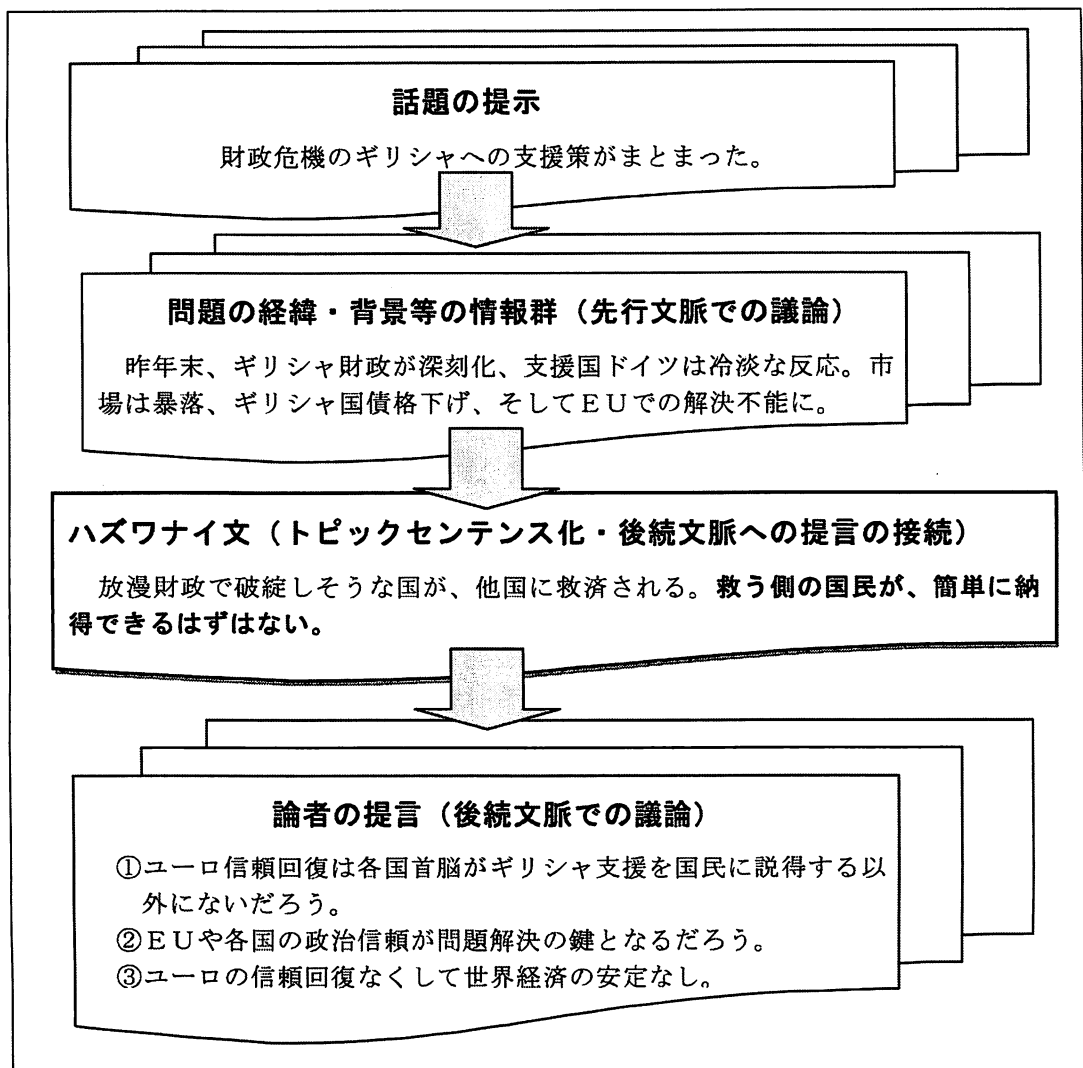 話題の提示
財政危機のギリシャへの支援策がまとまった。
問題の経緯・背景等の情報群（先行文脈での議論）
昨年末、ギリシャ財政が深刻化、支援国ドイツは冷淡な反応。市
場は暴落、ギリシャ国債格下げ、そしてＥＵでの解決不能に。
ハズワナイ文（トピックセンテンス化・後続文脈への提言の接続）
放漫財政で破綻しそうな国が、他国に救済される。救う側の国民が、簡単に納
得できるはずはない。
論者の提言（後続文脈での議論）
①ユーロ信頼回復は各国首脳がギリシャ支援を国民に説得する以
外にないだろう。
②ＥＵや各国の政治信頼が問題解決の鍵となるだろう。
③ユーロの信頼回復なくして世界経済の安定なし。